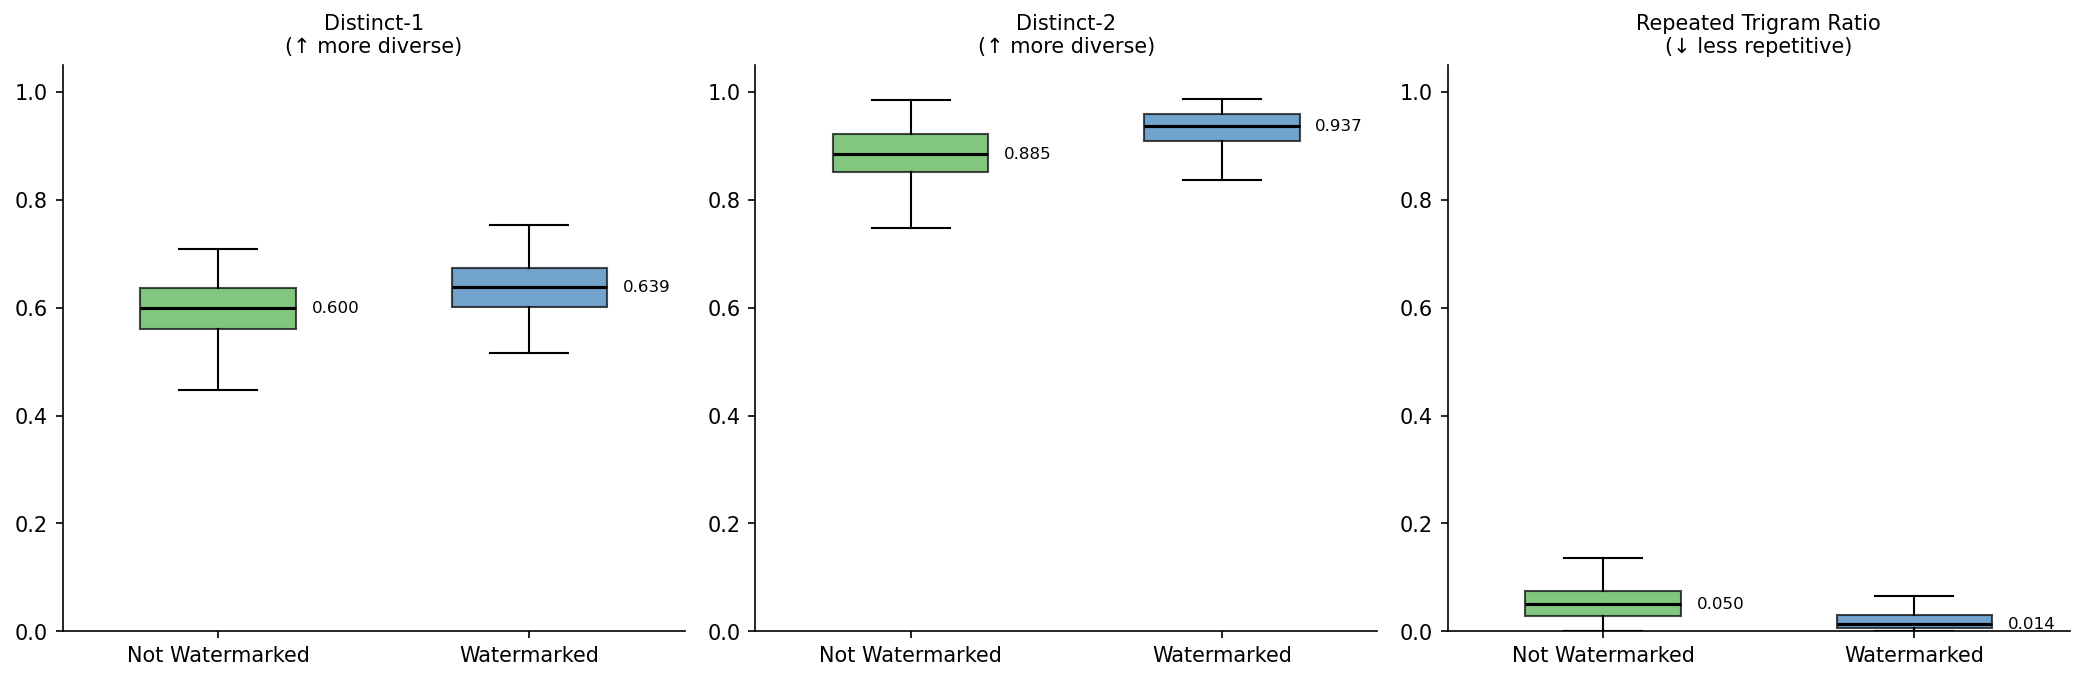 Distinct-1
(↑ more diverse)
1.0
0.8
0.6
0.4
0.2
0.0
0.600
0.639
Not Watermarked
Watermarked
Distinct-2
(↑ more diverse)
1.0
0.8
0.6
0.4
0.2
0.0
0.885
0.937
Not Watermarked
Watermarked
Repeated Trigram Ratio
(↓ less repetitive)
1.0
0.8
0.6
0.4
0.2
0.0
0.050
0.014
Not Watermarked
Watermarked